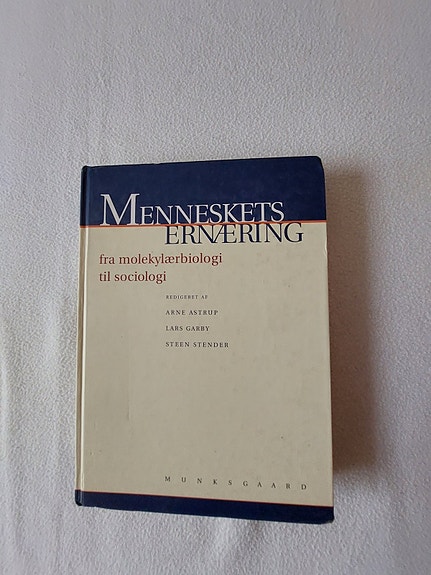 MENNESKETS
ERNÆRING
fra molekylærbiologi
til sociologi
REDIGERET AF
ARNE ASTRUP
LARS GARBY
STEEN STENDER
MUNKSGAARD